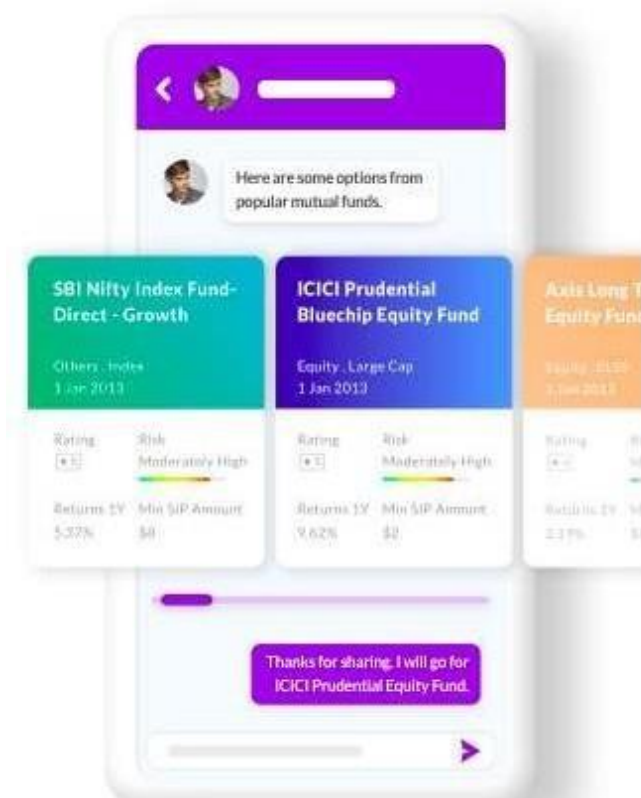 Here are some options from
popular mutual funds.
SBI Nifty Index Fund-
Direct - Growth
Others . Index
1 Jan 2013
Rating
Risk
Moderately High
Returns 1Y
Min SIP Amount
5.37%
ICICI Prudential
Bluechip Equity Fund
Equity . Large Cap
1 Jan 2013
Rating
Risk
Moderately High
Returns 1Y
Min SIP Amount
9.62%
$2
Axis Long T
Equity Fund
Rating
Returns 1Y
Thanks for sharing, I will go for
ICICI Prudential Equity Fund.